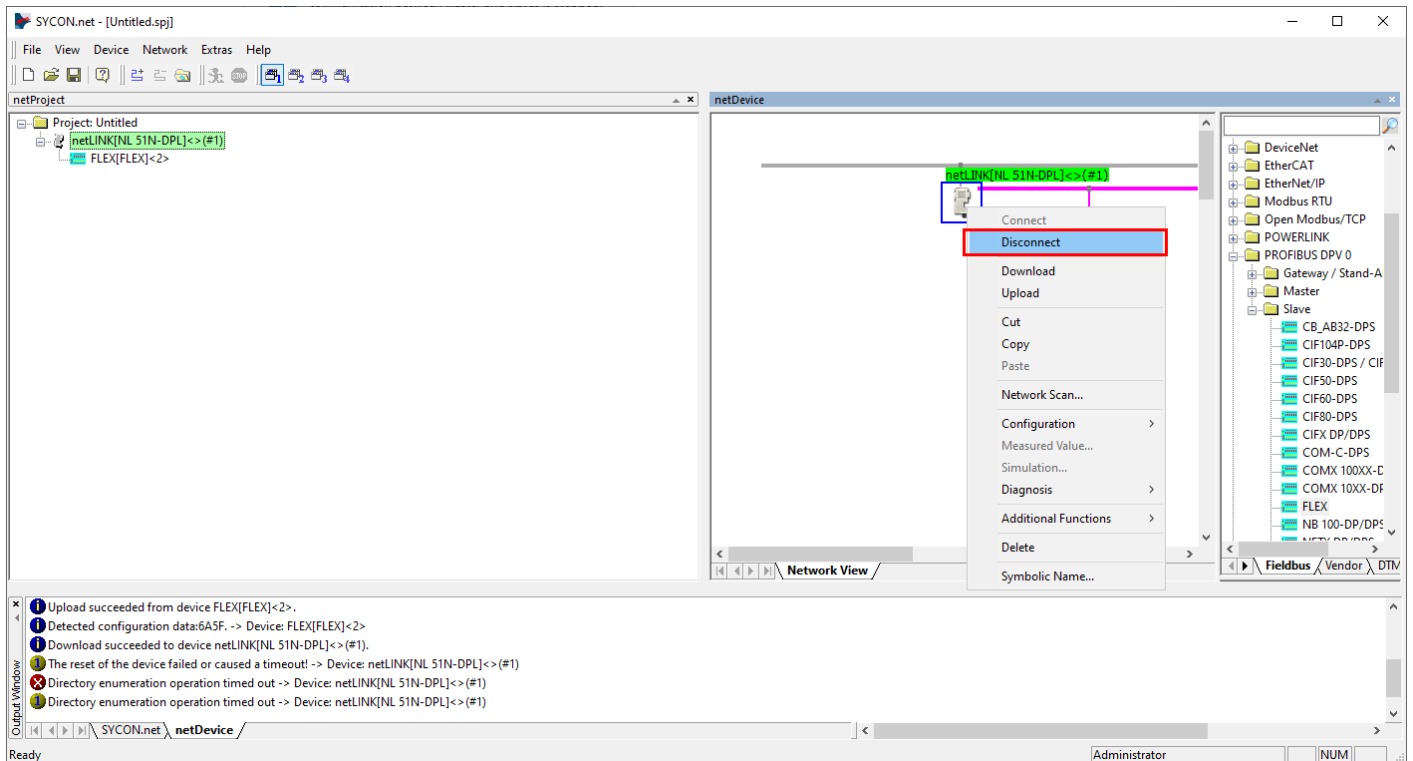 SYCON.net - [Untitled.spj]
File View Device Network Extras Help
netProject
Project: Untitled
netLINK[NL 51N-DPL]<>(#1)
FLEX[FLEX]<2>
netDevice
netLINK[NL 51N-DPL]<>(#1)
Connect
Disconnect
Download
Upload
Cut
Copy
Paste
Network Scan...
Configuration
Measured Value...
Simulation...
Diagnosis
Additional Functions
Delete
Symbolic Name...
Network View
DeviceNet
EtherCAT
EtherNet/IP
Modbus RTU
Open Modbus/TCP
POWERLINK
PROFIBUS DPV 0
Gateway / Stand-A
Master
Slave
CB_AB32-DPS
CIF104P-DPS
CIF30-DPS / CIF
CIF50-DPS
CIF60-DPS
CIF80-DPS
CIFX DP/DPS
COM-C-DPS
COMX 100XX-D
COMX 10XX-DP
FLEX
NB 100-DP/DPS
Fieldbus Vendor DTM
Output Window
Upload succeeded from device FLEX[FLEX]<2>.
Detected configuration data:6A5F. -> Device: FLEX[FLEX]<2>
Download succeeded to device netLINK[NL 51N-DPL]<>(#1).
The reset of the device failed or caused a timeout! -> Device: netLINK[NL 51N-DPL]<>(#1)
Directory enumeration operation timed out -> Device: netLINK[NL 51N-DPL]<>(#1)
Directory enumeration operation timed out -> Device: netLINK[NL 51N-DPL]<>(#1)
SYCON.net netDevice
Ready
Administrator
NUM